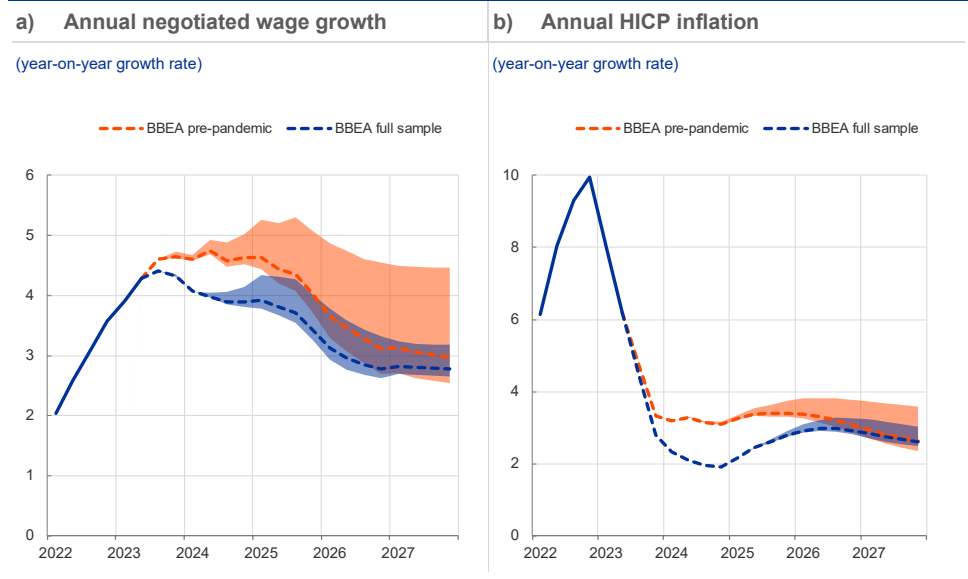 a) Annual negotiated wage growth
(year-on-year growth rate)
BBEA pre-pandemic BBEA full sample
6
5
4
3
2
1
0
2022 2023 2024 2025 2026 2027
b) Annual HICP inflation
(year-on-year growth rate)
BBEA pre-pandemic BBEA full sample
10
8
6
4
2
0
2022 2023 2024 2025 2026 2027